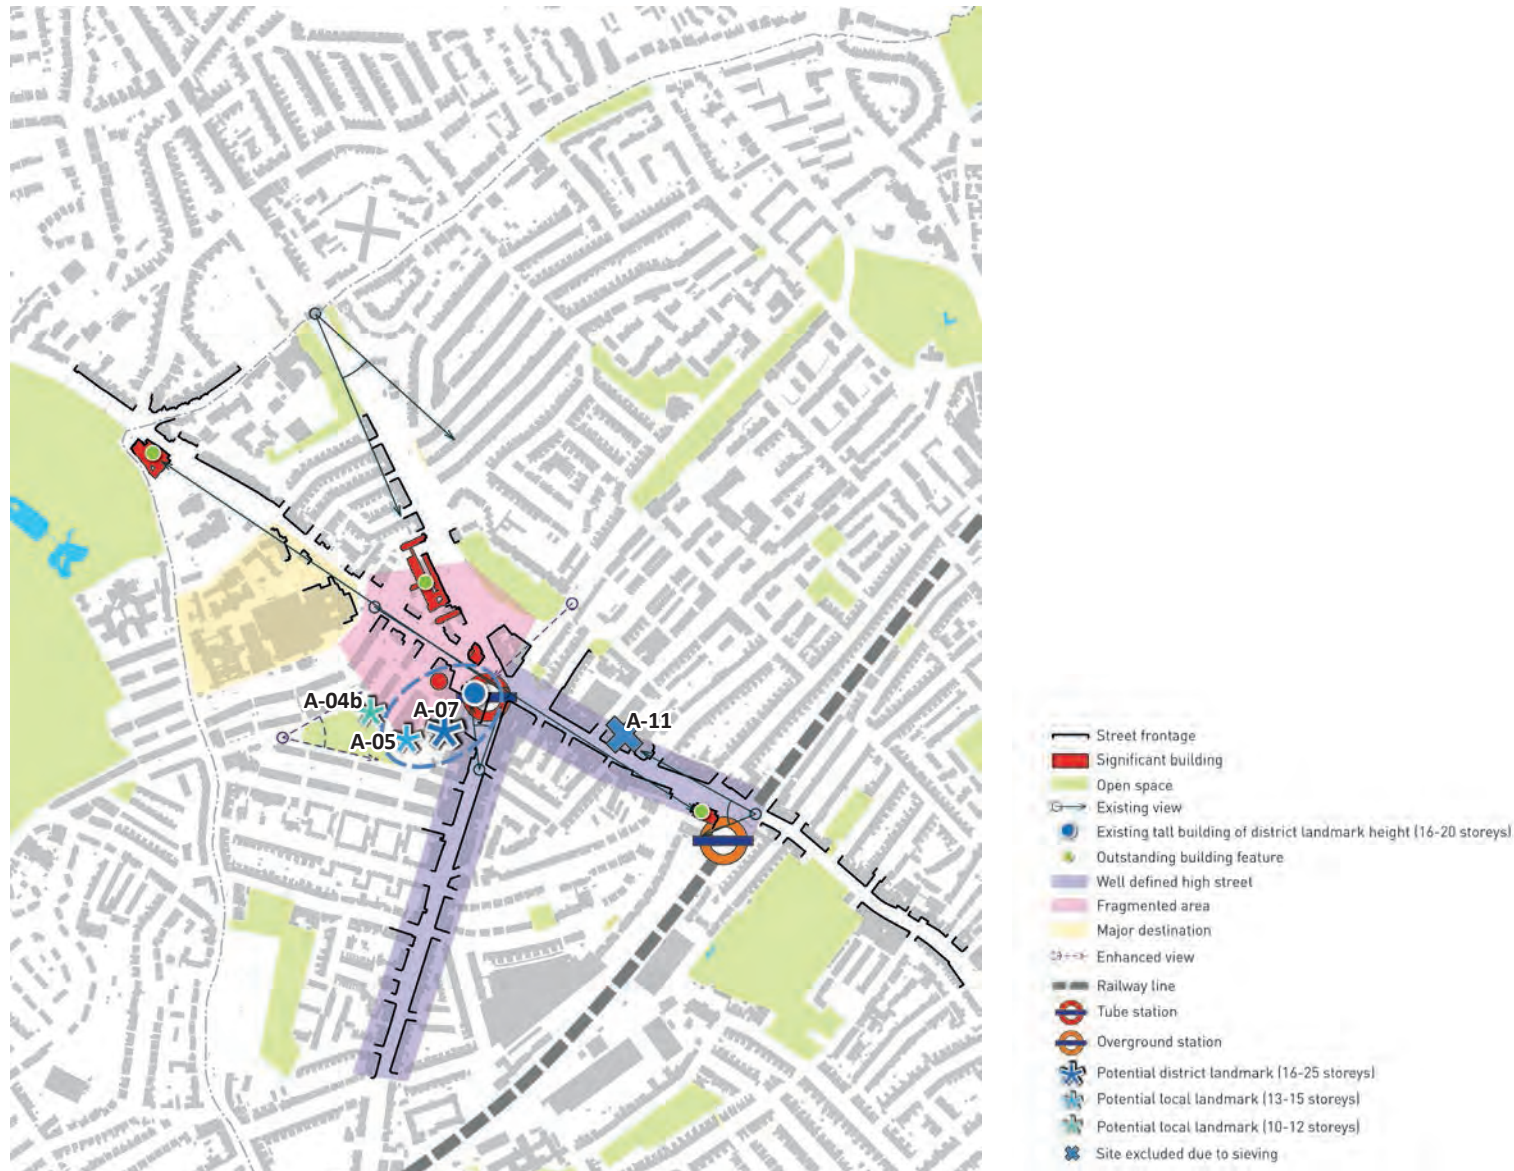 A-04b
A-07
A-05
A-11
Street frontage
Significant building
Open space
Existing view
Existing tall building of district landmark height (16-20 storeys)
Outstanding building feature
Well defined high street
Fragmented area
Major destination
Enhanced view
Railway line
Tube station
Overground station
Potential district landmark (16-25 storeys)
Potential local landmark (13-15 storeys)
Potential local landmark (10-12 storeys)
Site excluded due to sieving